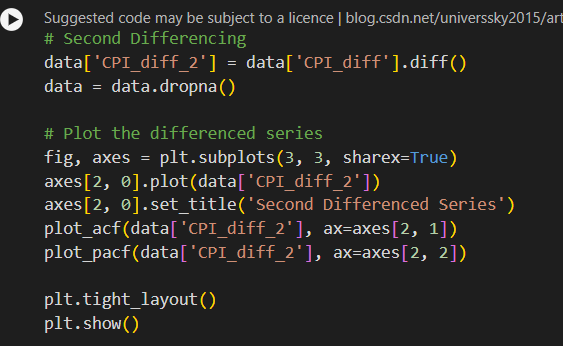 Suggested code may be subject to a licence | blog.csdn.net/universsky2015/art
# Second Differencing
data['CPI_diff_2'] = data['CPI_diff'].diff()
data = data.dropna()
# Plot the differenced series
fig, axes = plt.subplots(3, 3, sharex=True)
axes[2, 0].plot(data['CPI_diff_2'])
axes[2, 0].set_title('Second Differenced Series')
plot_acf(data['CPI_diff_2'], ax=axes[2, 1])
plot_pacf(data['CPI_diff_2'], ax=axes[2, 2])
plt.tight_layout()
plt.show()